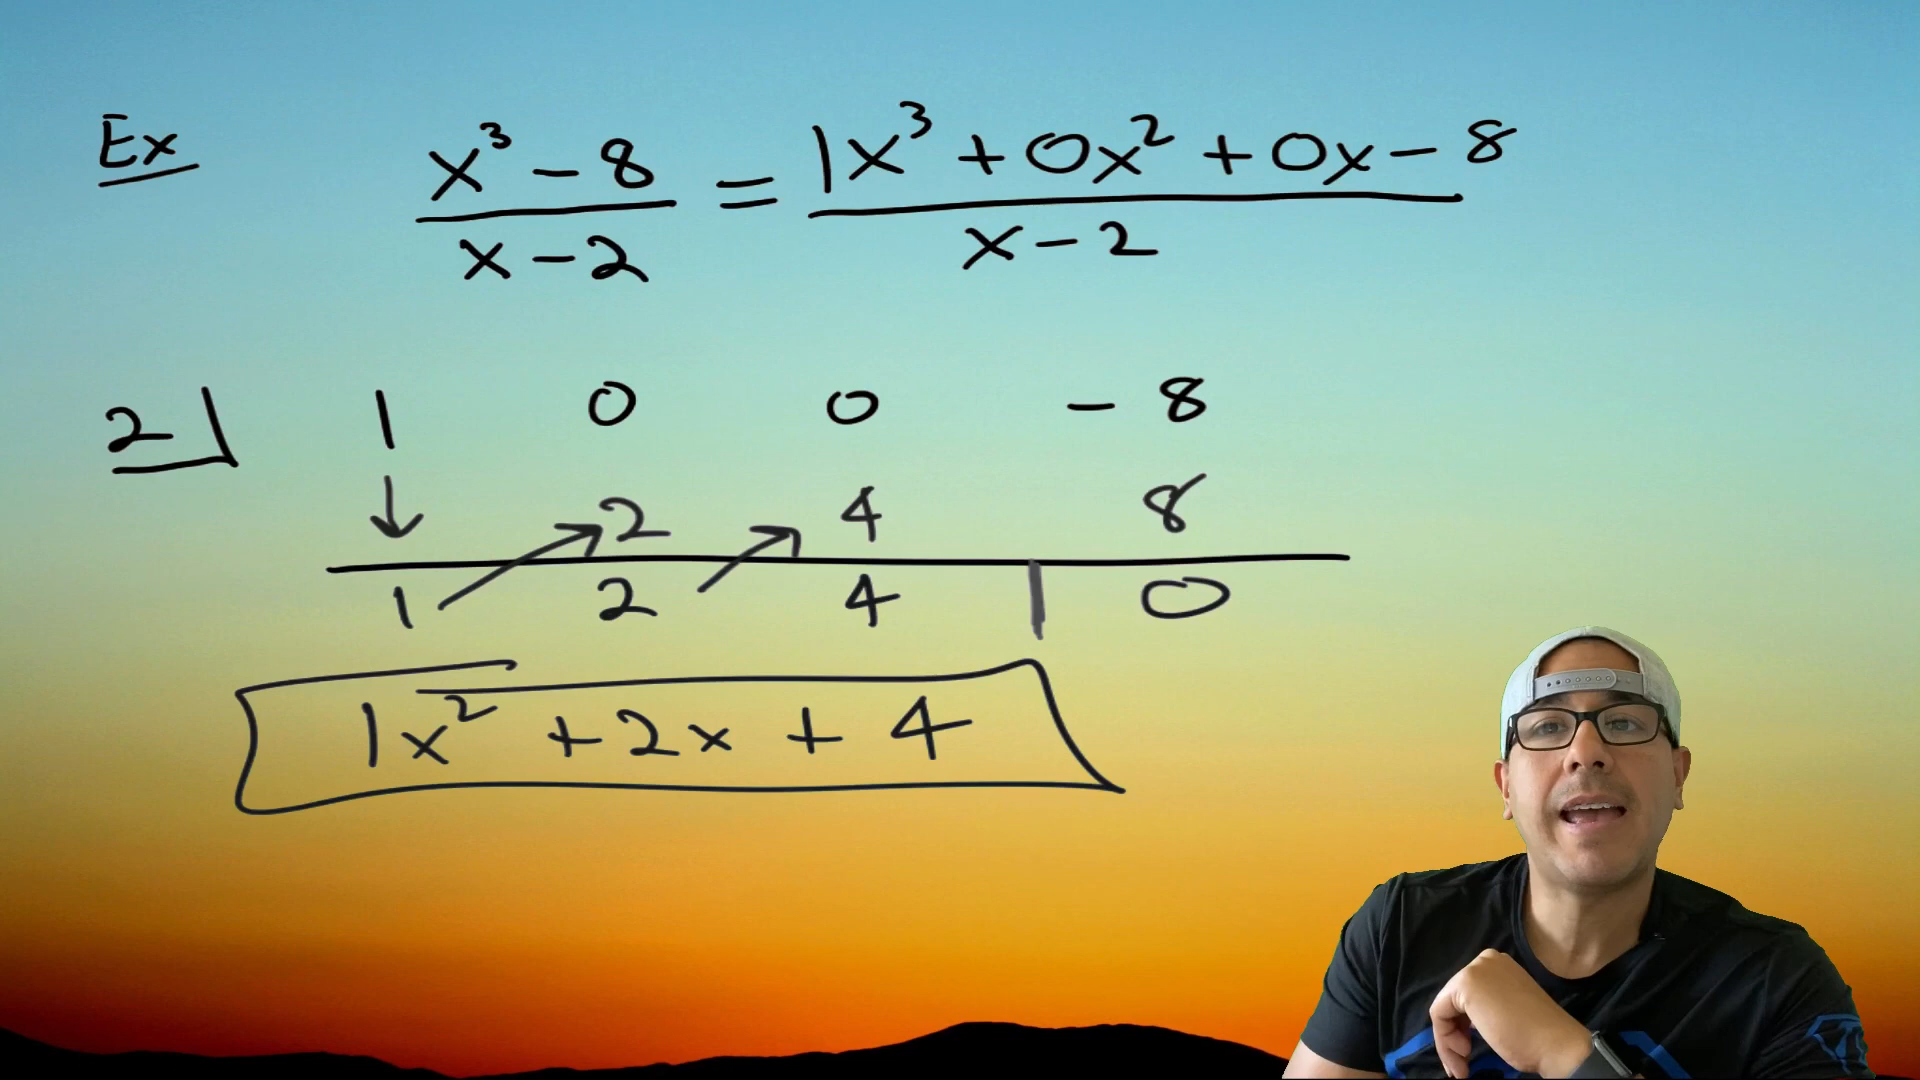 Ex
x³ - 8 = 1x³ + 0x² + 0x - 8
x - 2 x - 2
2 1 0 0 - 8
2 4 8
1 2 4 | 0
1x² + 2x + 4